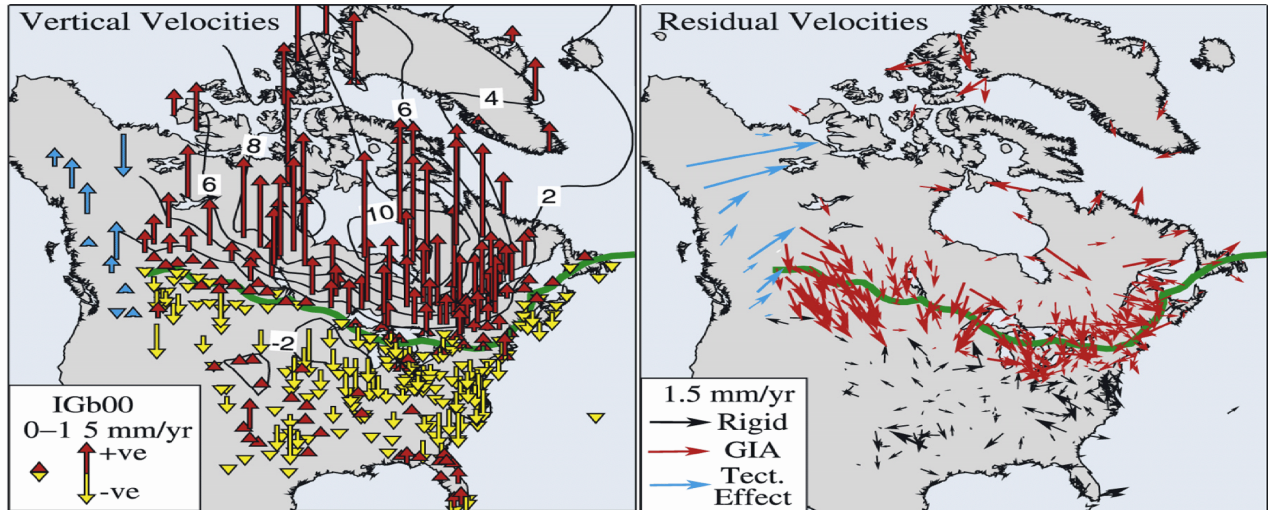 Vertical Velocities
6
4
8
6
2
10
-2
IGb00
0–1 5 mm/yr
+ve
-ve
Residual Velocities
1.5 mm/yr
Rigid
GIA
Tect.
Effect